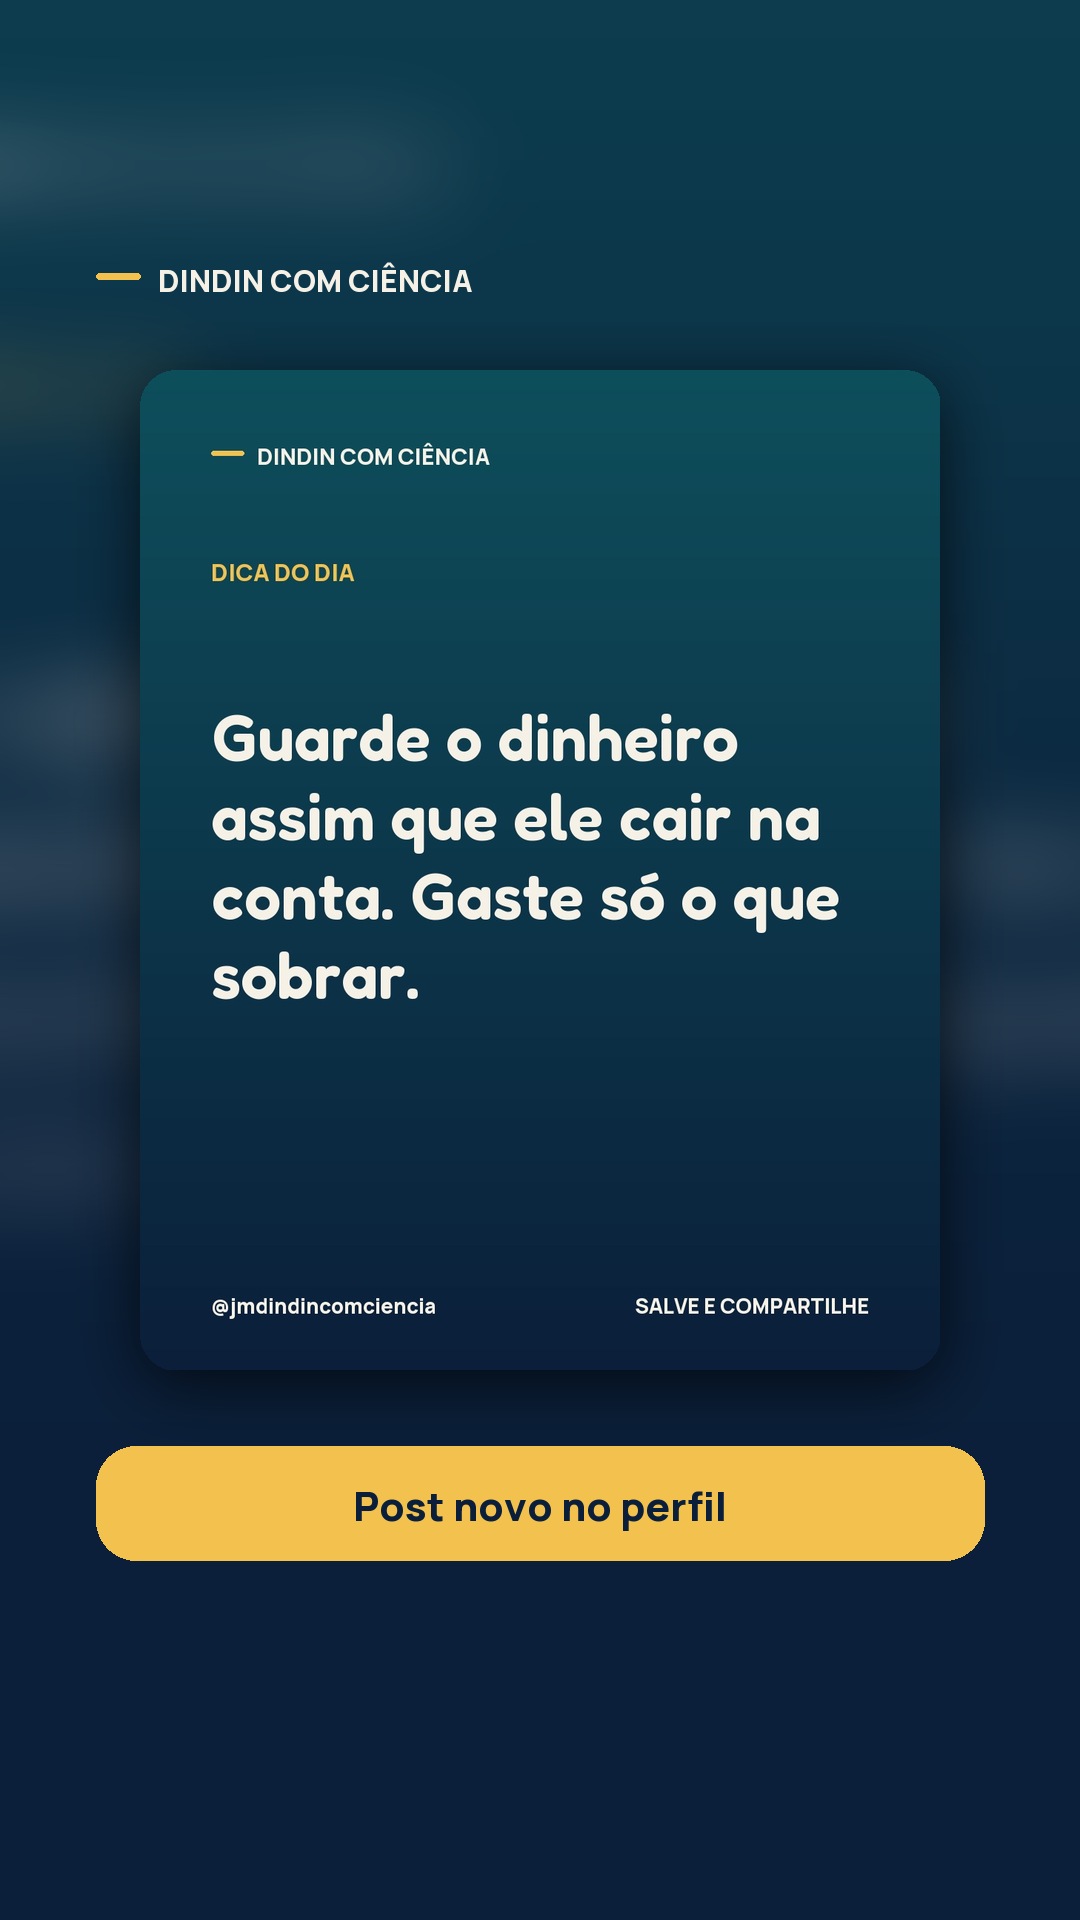 DINDIN COM CIÊNCIA
DINDIN COM CIÊNCIA
DICA DO DIA
Guarde o dinheiro
assim que ele cair na
conta. Gaste só o que
sobrar.
@jmdindincomciencia
SALVE E COMPARTILHE
Post novo no perfil